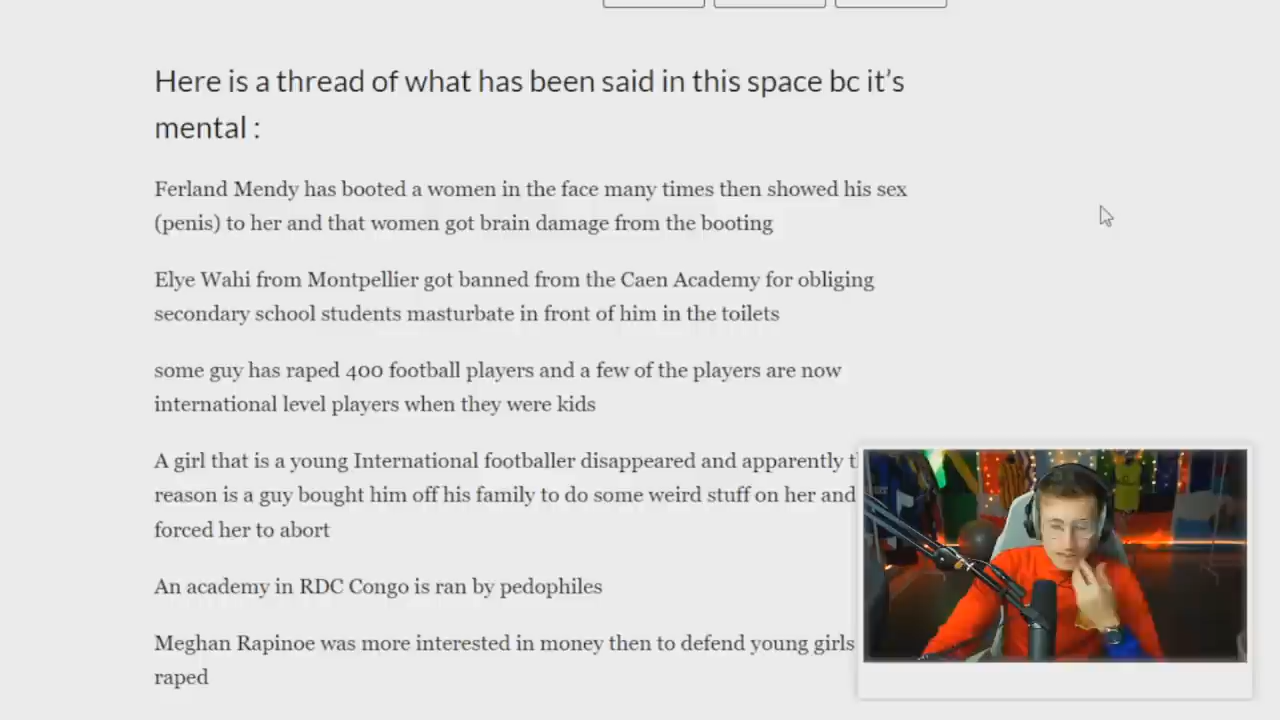 Here is a thread of what has been said in this space bc it's
mental :
Ferland Mendy has booted a women in the face many times then showed his sex
(penis) to her and that women got brain damage from the booting
Elye Wahi from Montpellier got banned from the Caen Academy for obliging
secondary school students masturbate in front of him in the toilets
some guy has raped 400 football players and a few of the players are now
international level players when they were kids
A girl that is a young International footballer disappeared and apparently
reason is a guy bought him off his family to do some weird stuff on her and
forced her to abort
An academy in RDC Congo is ran by pedophiles
Meghan Rapinoe was more interested in money then to defend young girls
raped